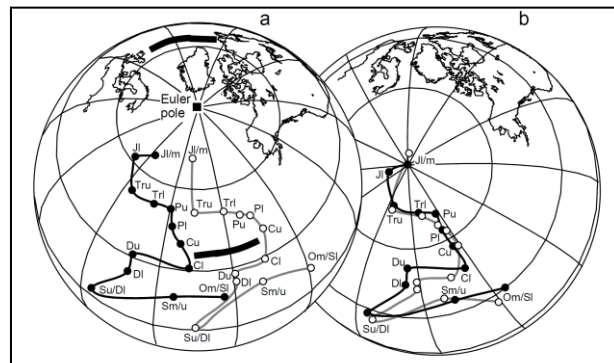 a
b
Euler
pole
Jl
Jl/m
Jl/m
Tru
Trl
Pu
Pl
Cu
Cl
Du
Dl
Su/Dl
Sm/u
Om/Sl
Tru
Trl
Pu
Pl
Cu
Cl
Du
Dl
Om/Sl
Sm/u
Su/Dl
Jl/m
Jl
Tru
Trl
Pu
Pl
Cu
Du
Cl
Dl
Su/Dl
Sm/u
Om/Sl